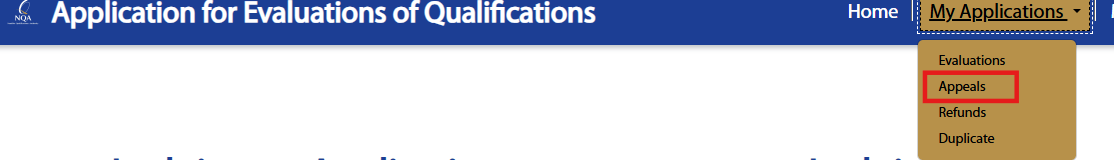 NQA
Application for Evaluations of Qualifications
Home
My Applications
Evaluations
Appeals
Refunds
Duplicate